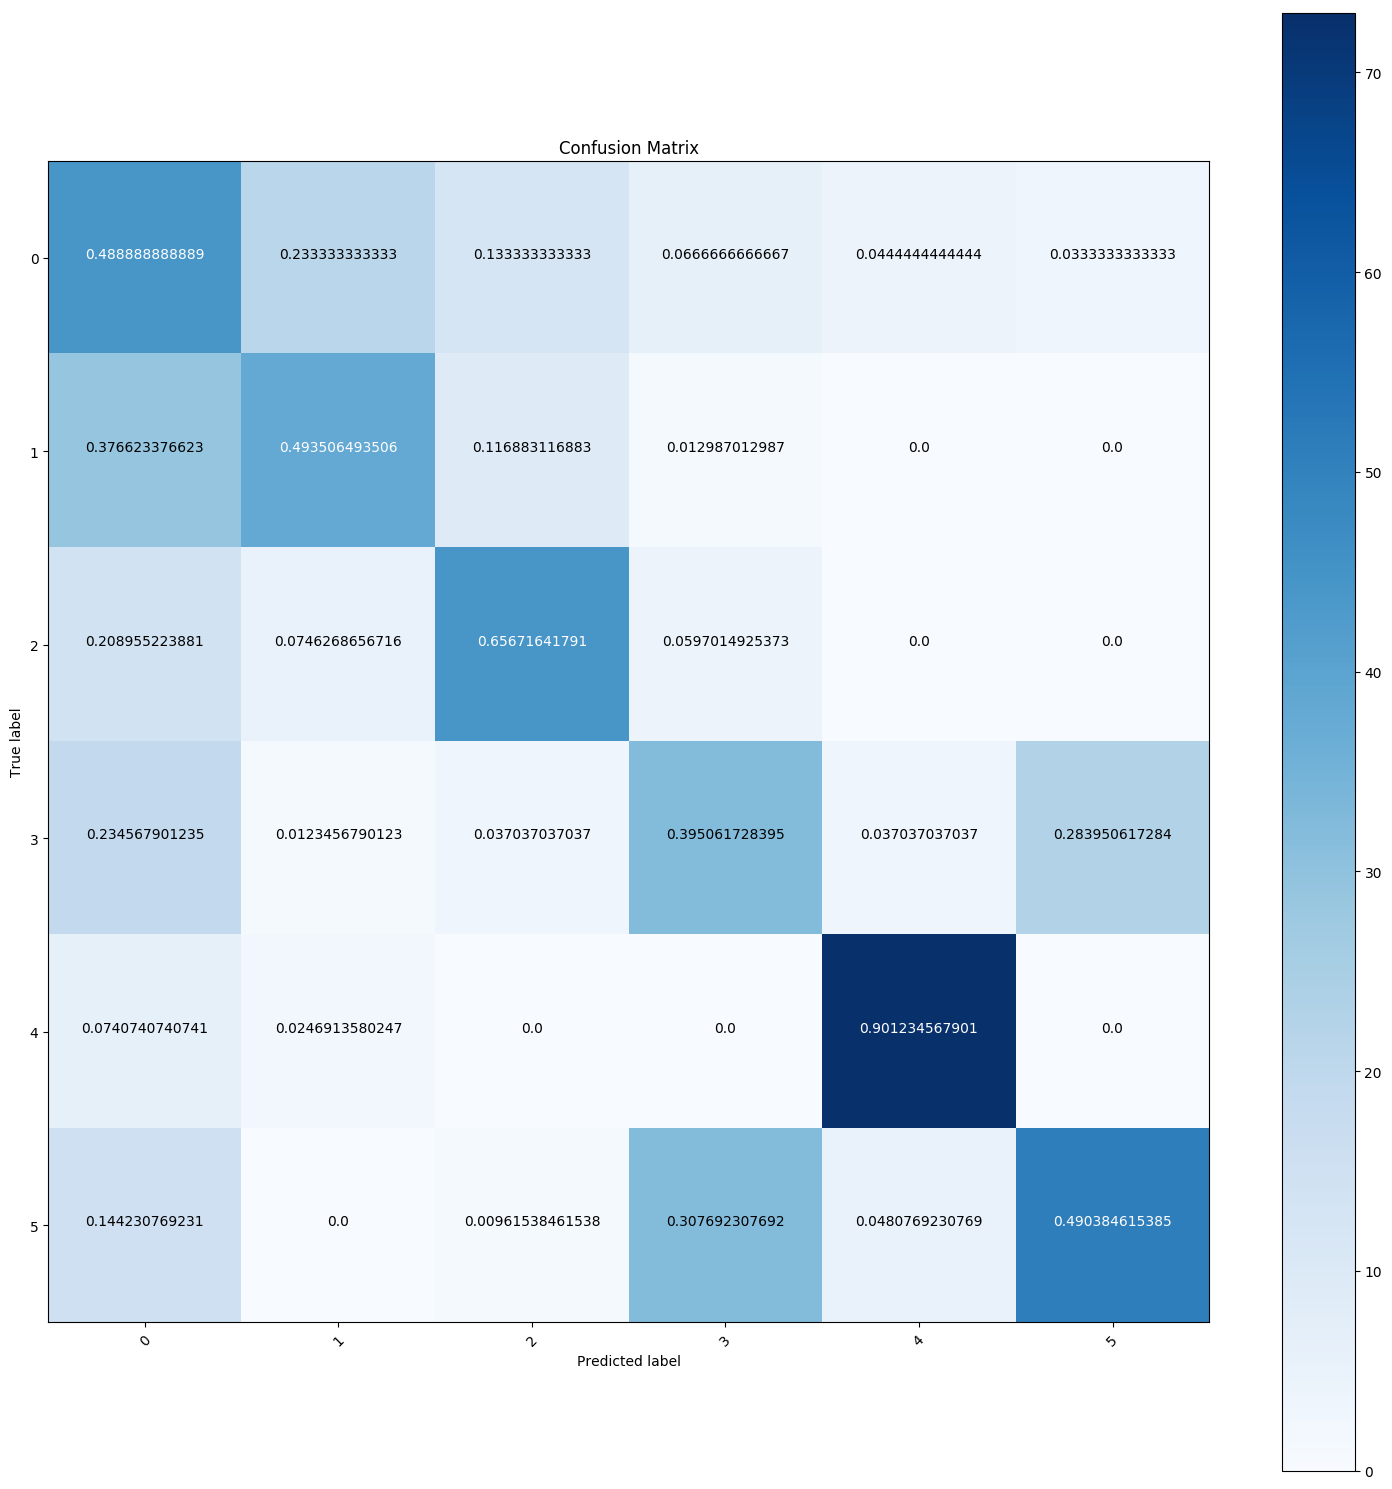 Confusion Matrix
0 0.488888888889 0.233333333333 0.133333333333 0.0666666666667 0.0444444444444 0.0333333333333
1 0.376623376623 0.493506493506 0.116883116883 0.012987012987 0.0 0.0
2 0.208955223881 0.0746268656716 0.65671641791 0.0597014925373 0.0 0.0
3 0.234567901235 0.0123456790123 0.037037037037 0.395061728395 0.037037037037 0.283950617284
4 0.0740740740741 0.0246913580247 0.0 0.0 0.901234567901 0.0
5 0.144230769231 0.0 0.00961538461538 0.307692307692 0.0480769230769 0.490384615385
0 1 2 3 4 5
Predicted label
True label
70
60
50
40
30
20
10
0